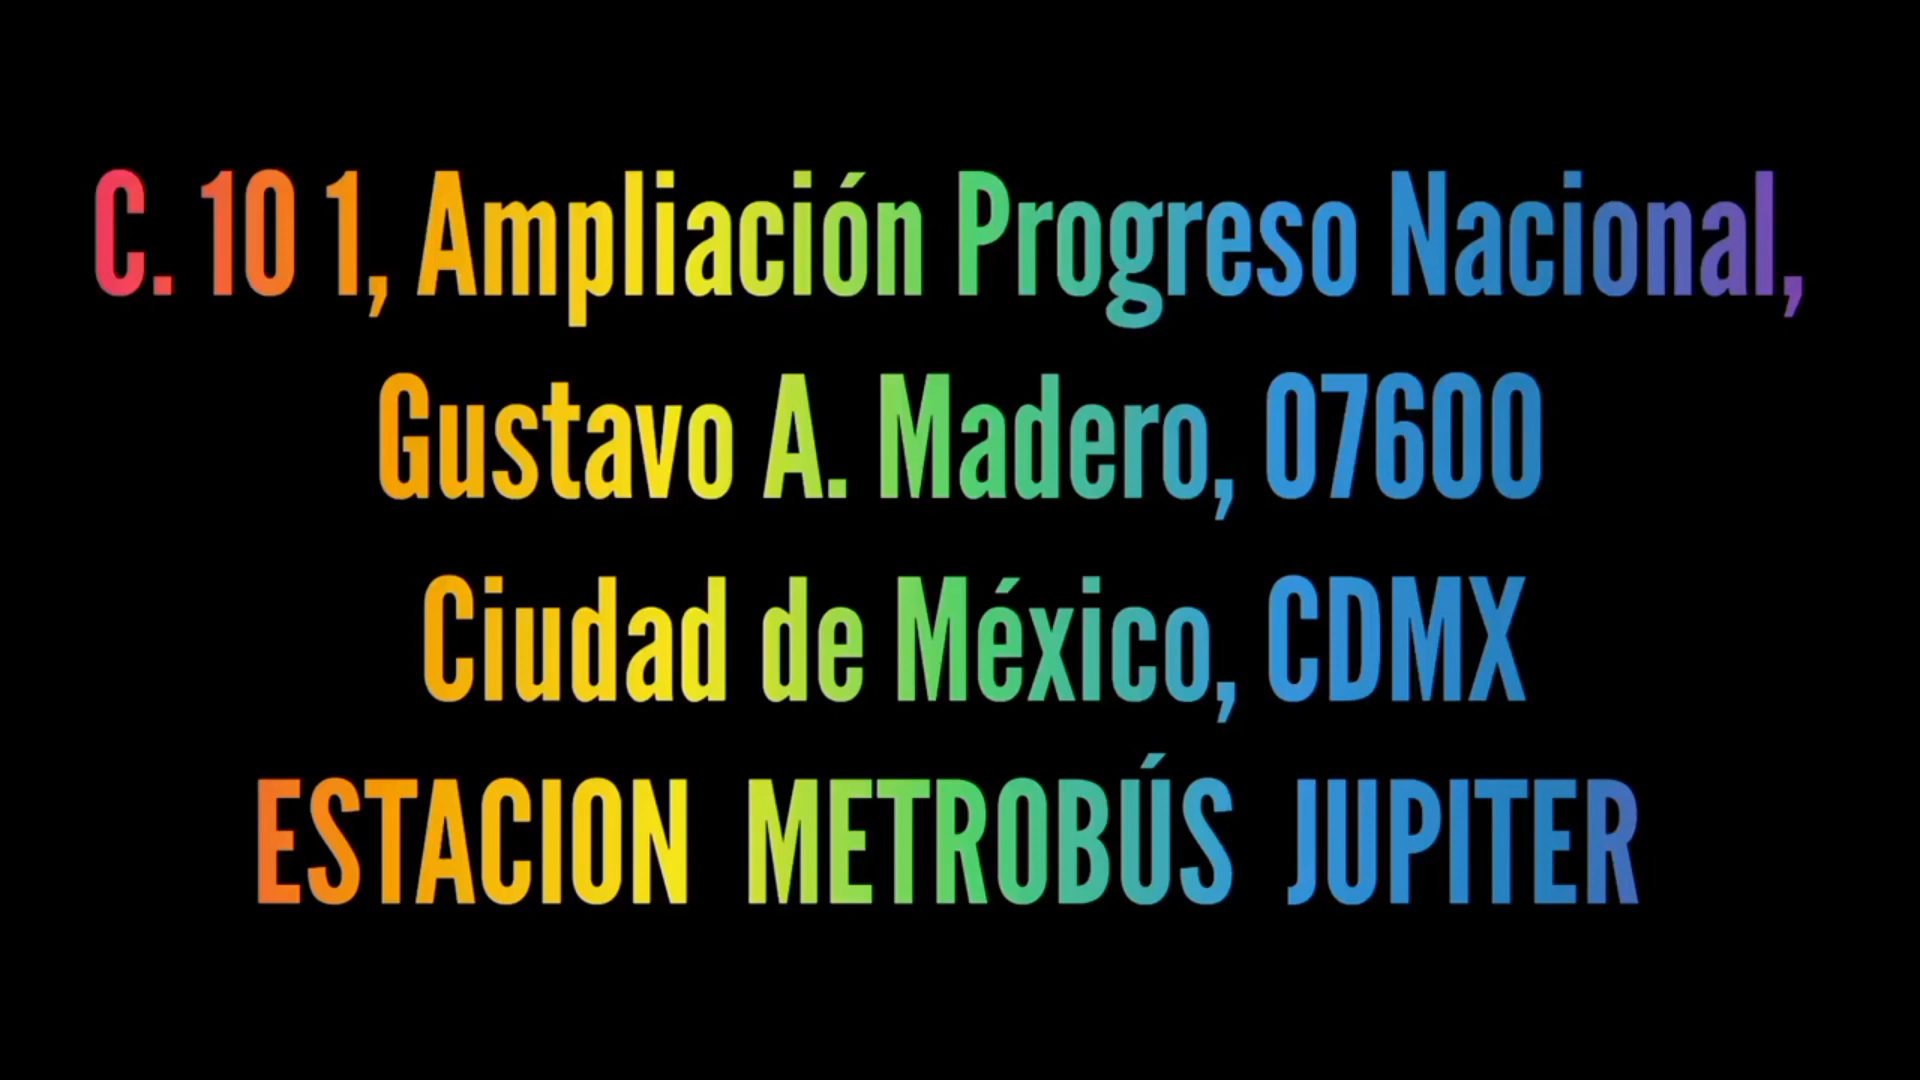 C. 10 1, Ampliación Progreso Nacional,
Gustavo A. Madero, 07600
Ciudad de México, CDMX
ESTACION METROBÚS JUPITER